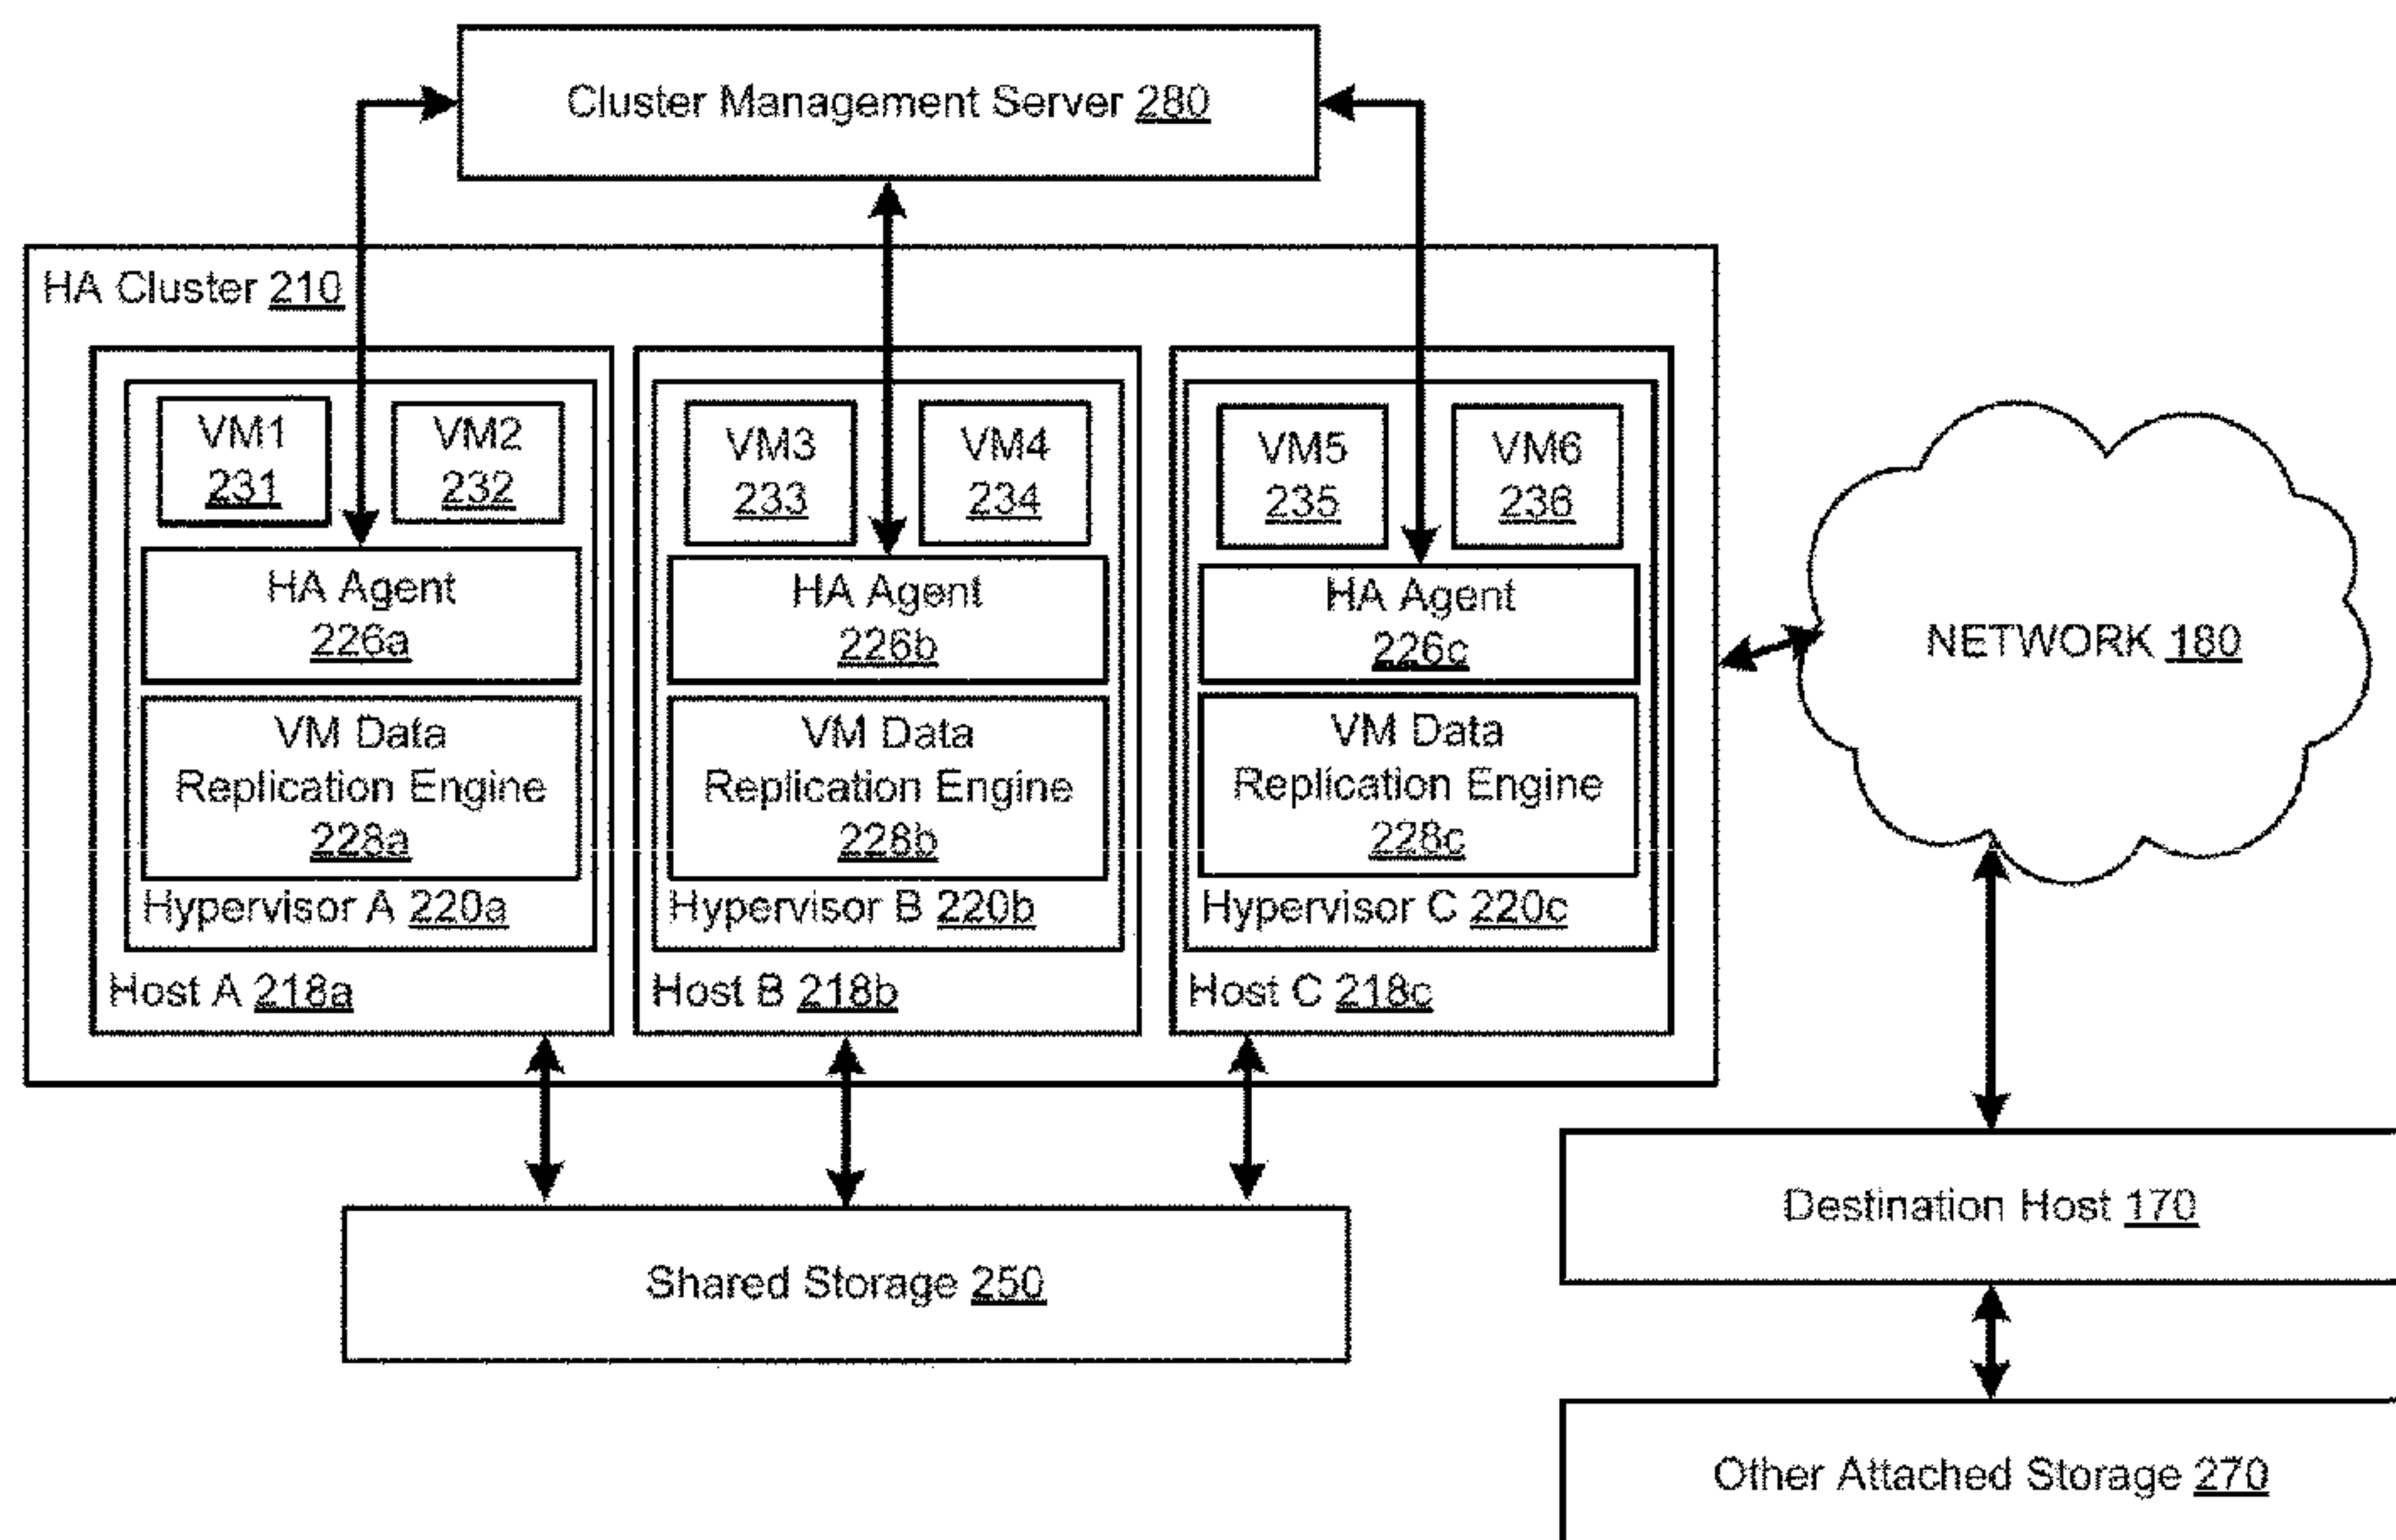 Cluster Management Server 280
HA Cluster 210
VM1
231
VM2
232
HA Agent
226a
VM Data
Replication Engine
228a
Hypervisor A 220a
Host A 218a
VM3
233
VM4
234
HA Agent
226b
VM Data
Replication Engine
228b
Hypervisor B 220b
Host B 218b
VM5
235
VM6
236
HA Agent
226c
VM Data
Replication Engine
228c
Hypervisor C 220c
Host C 218c
NETWORK 180
Shared Storage 250
Destination Host 170
Other Attached Storage 270